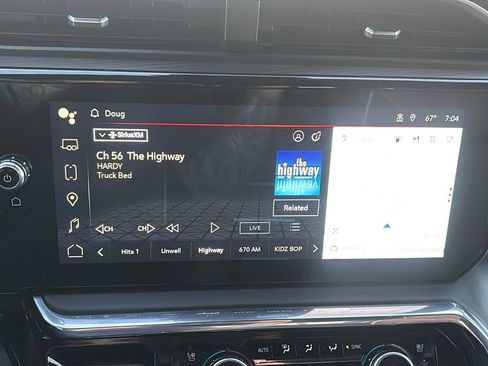 Doug
67° 7:04
SiriusXM
Ch 56 The Highway
HARDY
Truck Bed
the
highway
Related
CH CH LIVE
Hits 1 Unwell Highway 670 AM KIDZ BOP
AUTO SYNC